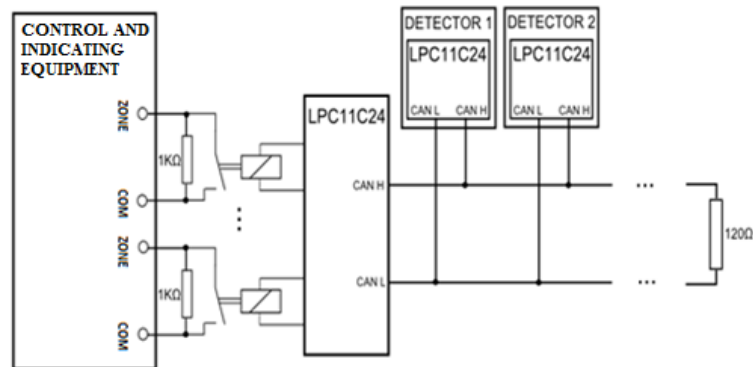 CONTROL AND
INDICATING
EQUIPMENT
ZONE
1KΩ
COM
ZONE
1KΩ
COM
LPC11C24
CAN H
CAN L
DETECTOR 1
LPC11C24
CAN L CAN H
DETECTOR 2
LPC11C24
CAN L CAN H
120Ω